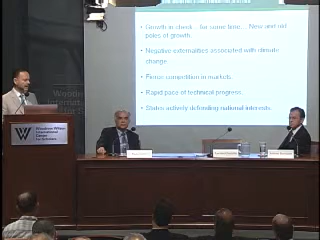 • Growth in check ... for some time ... New and old
poles of growth.
• Negative externalities associated with climate
change.
• Fierce competition in markets.
• Rapid pace of technical progress.
• States actively defending national interests.
Woodrow Wilson
International
Center
for Scholars